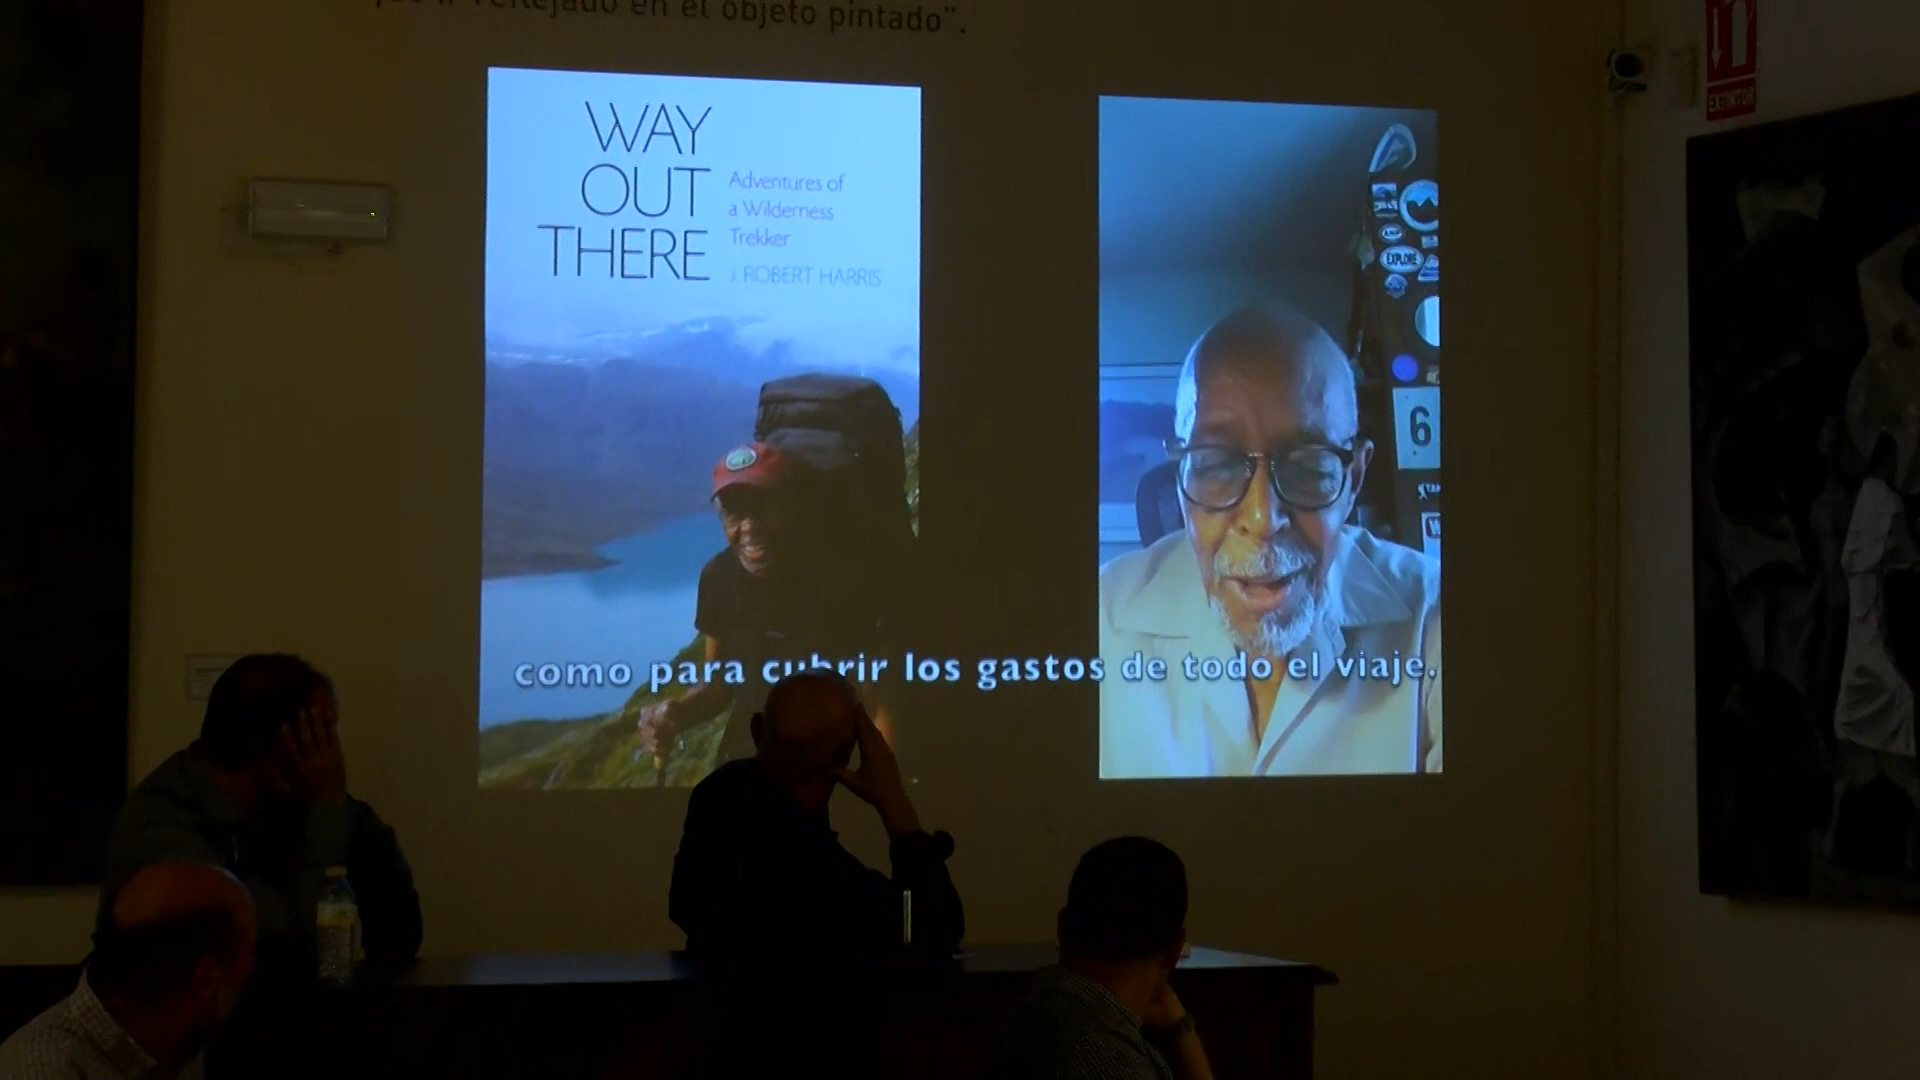 reflejado en el objeto pintado".
WAY
OUT
THERE
Adventures of
a Wilderness
Trekker
J ROBERT HARRIS
EXPLORE
6
como para cubrir los gastos de todo el viaje.
EXTINTOR